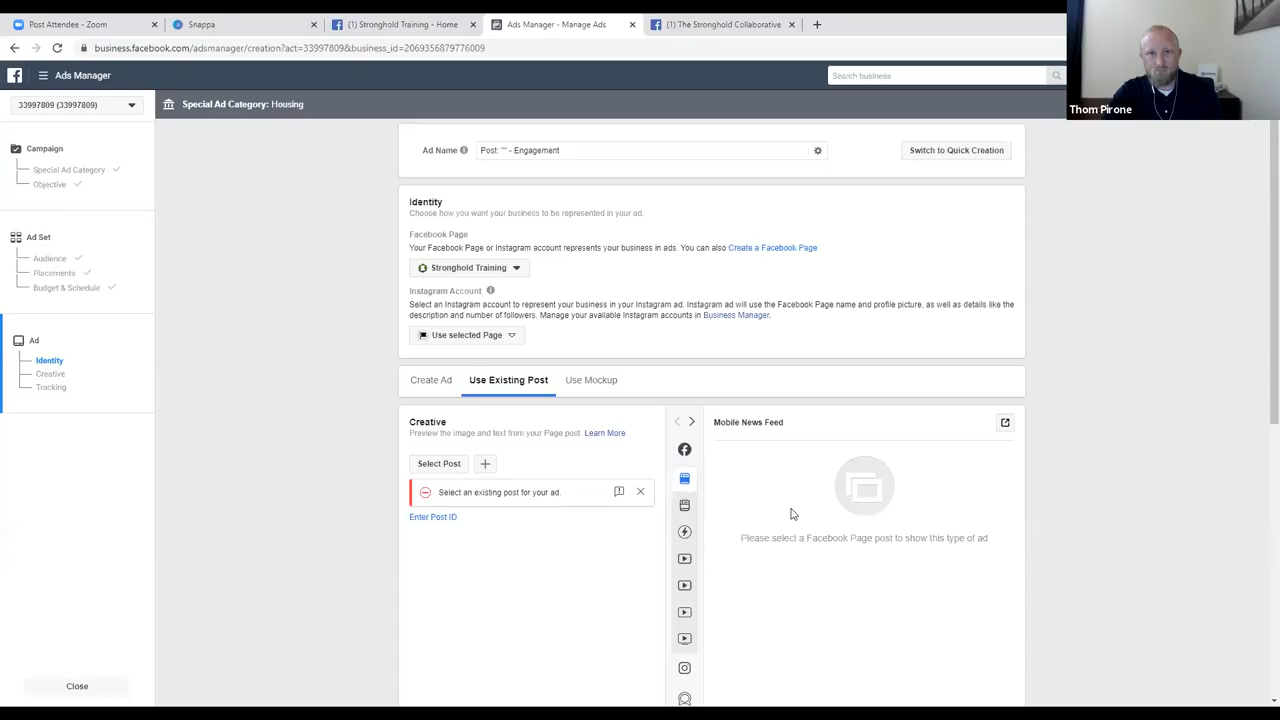 Post Attendee - Zoom
Snappa
(1) Stronghold Training - Home
Ads Manager - Manage Ads
(1) The Stronghold Collaborative
business.facebook.com/adsmanager/creation?act=33997809&business_id=2069356879776009
Ads Manager
Search business
Thom Pirone
33997809 (33997809)
Special Ad Category: Housing
Campaign
Special Ad Category
Objective
Ad Set
Audience
Placements
Budget & Schedule
Ad
Identity
Creative
Tracking
Close
Ad Name
Post: "" - Engagement
Switch to Quick Creation
Identity
Choose how you want your business to be represented in your ad.
Facebook Page
Your Facebook Page or Instagram account represents your business in ads. You can also Create a Facebook Page
Stronghold Training
Instagram Account
Select an Instagram account to represent your business in your Instagram ad. Instagram ad will use the Facebook Page name and profile picture, as well as details like the
description and number of followers. Manage your available Instagram accounts in Business Manager.
Use selected Page
Create Ad
Use Existing Post
Use Mockup
Creative
Preview the image and text from your Page post. Learn More
Select Post
Select an existing post for your ad.
Enter Post ID
Mobile News Feed
Please select a Facebook Page post to show this type of ad